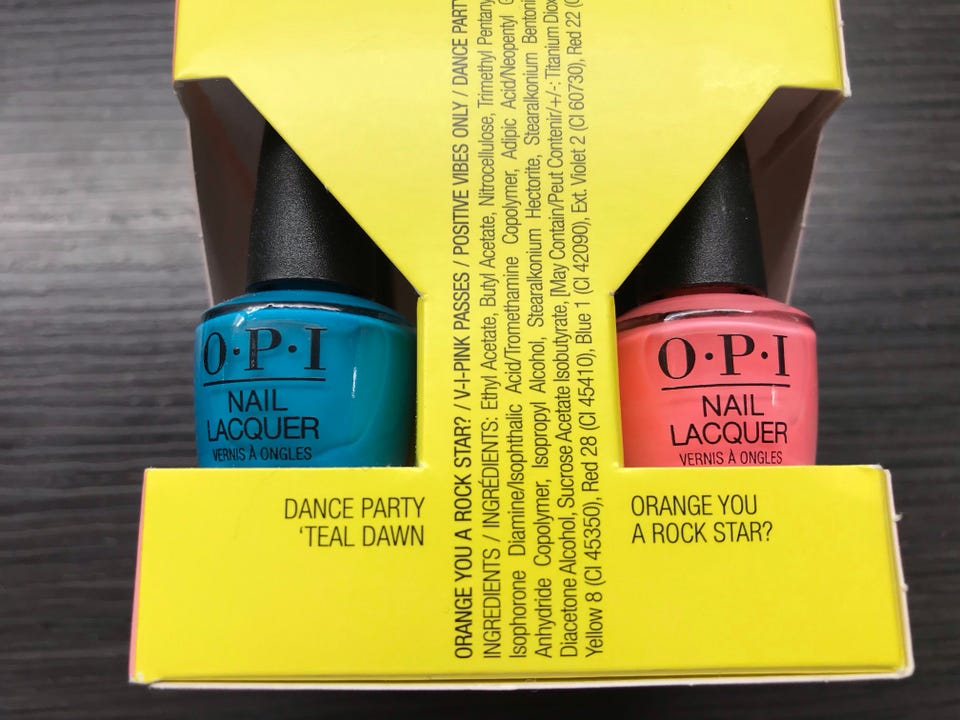 O·P·I
NAIL
LACQUER
VERNIS À ONGLES
DANCE PARTY
‘TEAL DAWN
ORANGE YOU A ROCK STAR? / V-I-PINK PASSES / POSITIVE VIBES ONLY / DANCE PARTY
INGREDIENTS / INGRÉDIENTS: Ethyl Acetate, Butyl Acetate, Nitrocellulose, Trimethyl
Isophorone Diamine/Isophthalic Acid/Tromethamine Copolymer, Adipic Acid/Neopentyl
Anhydride Copolymer, Isopropyl Alcohol, Stearalkonium Hectorite, Stearalkonium
Diacetone Alcohol, Sucrose Acetate Isobutyrate, [May Contain/Peut Contenir/+/-: Titanium
Yellow 8 (CI 45350), Red 28 (CI 45410), Blue 1 (CI 42090), Ext. Violet 2 (CI 60730), Red 22
O·P·I
NAIL
LACQUER
VERNIS À ONGLES
ORANGE YOU
A ROCK STAR?